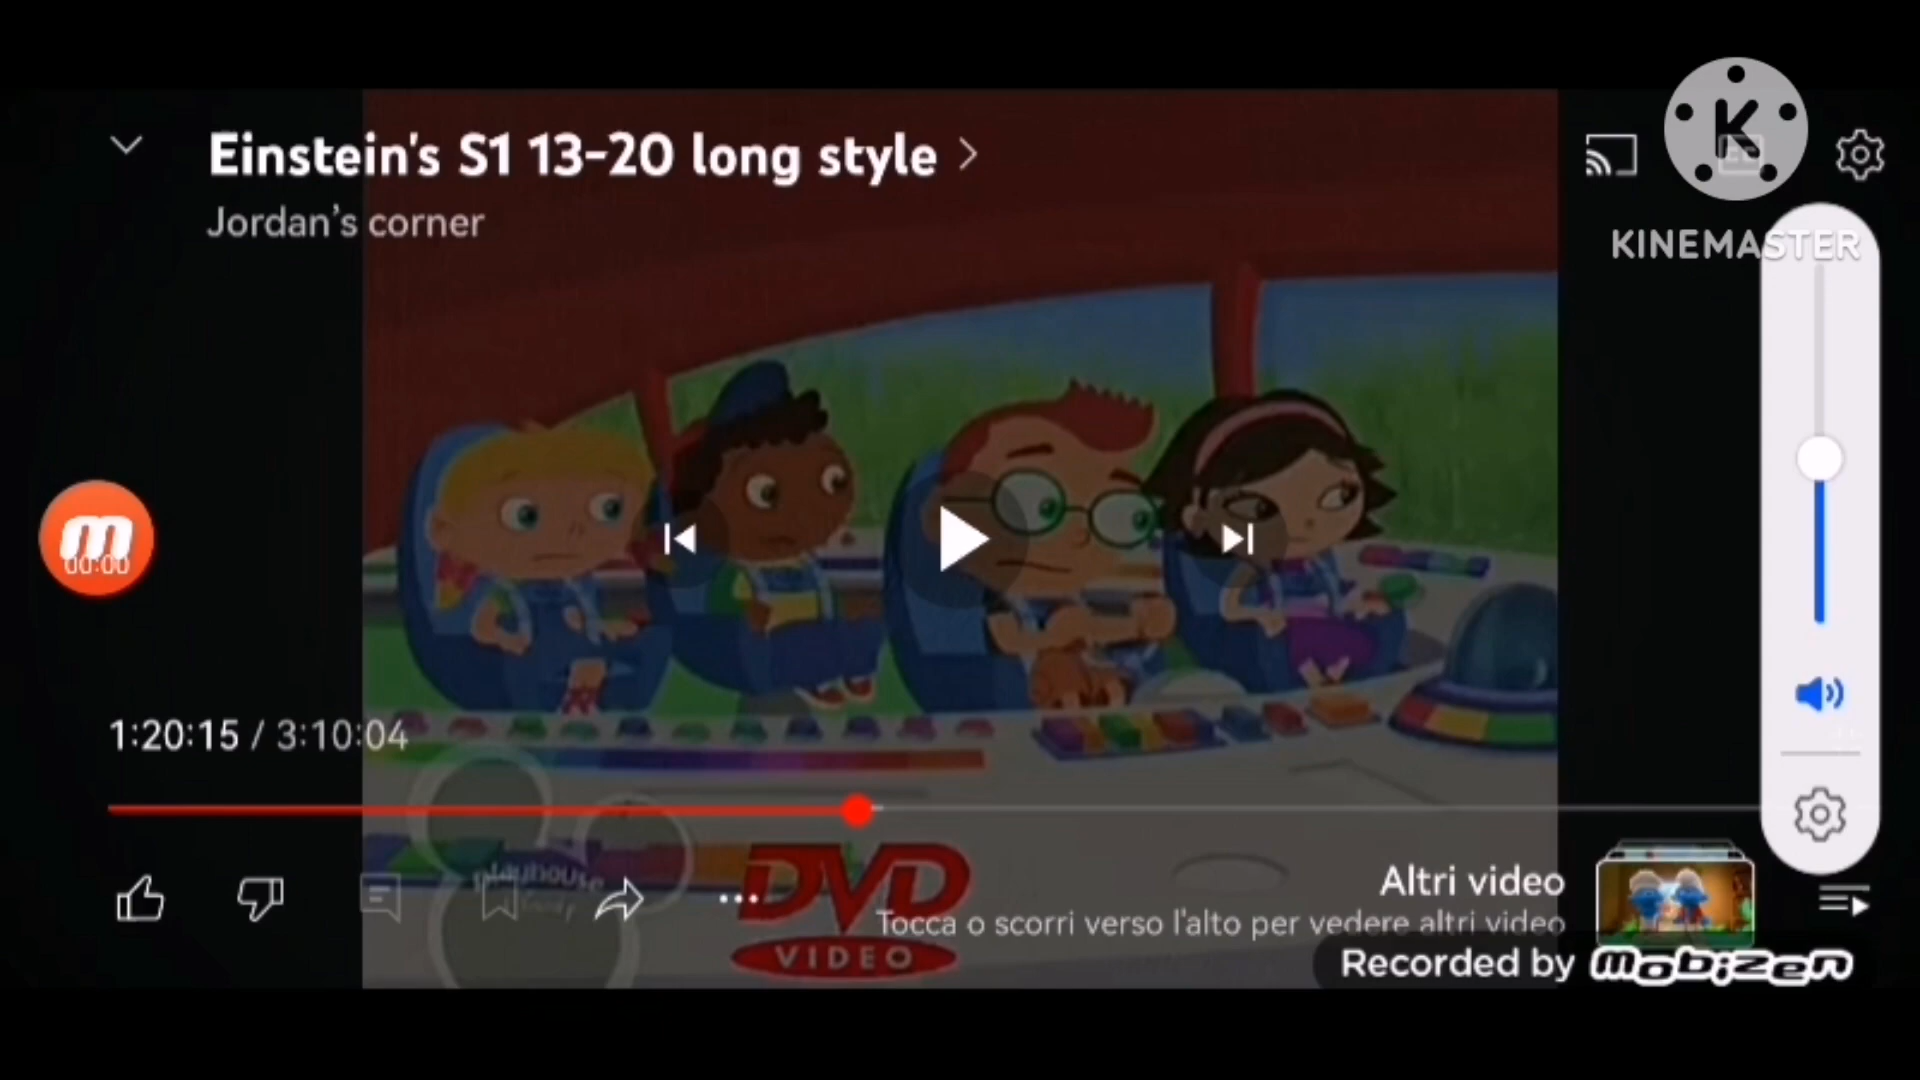 Einstein's S1 13-20 long style
Jordan's corner
K
KINEMASTER
00:00
1:20:15 / 3:10:04
Playhouse
DVD
VIDEO
Altri video
Tocca o scorri verso l'alto per vedere altri video
Recorded by Mobizen